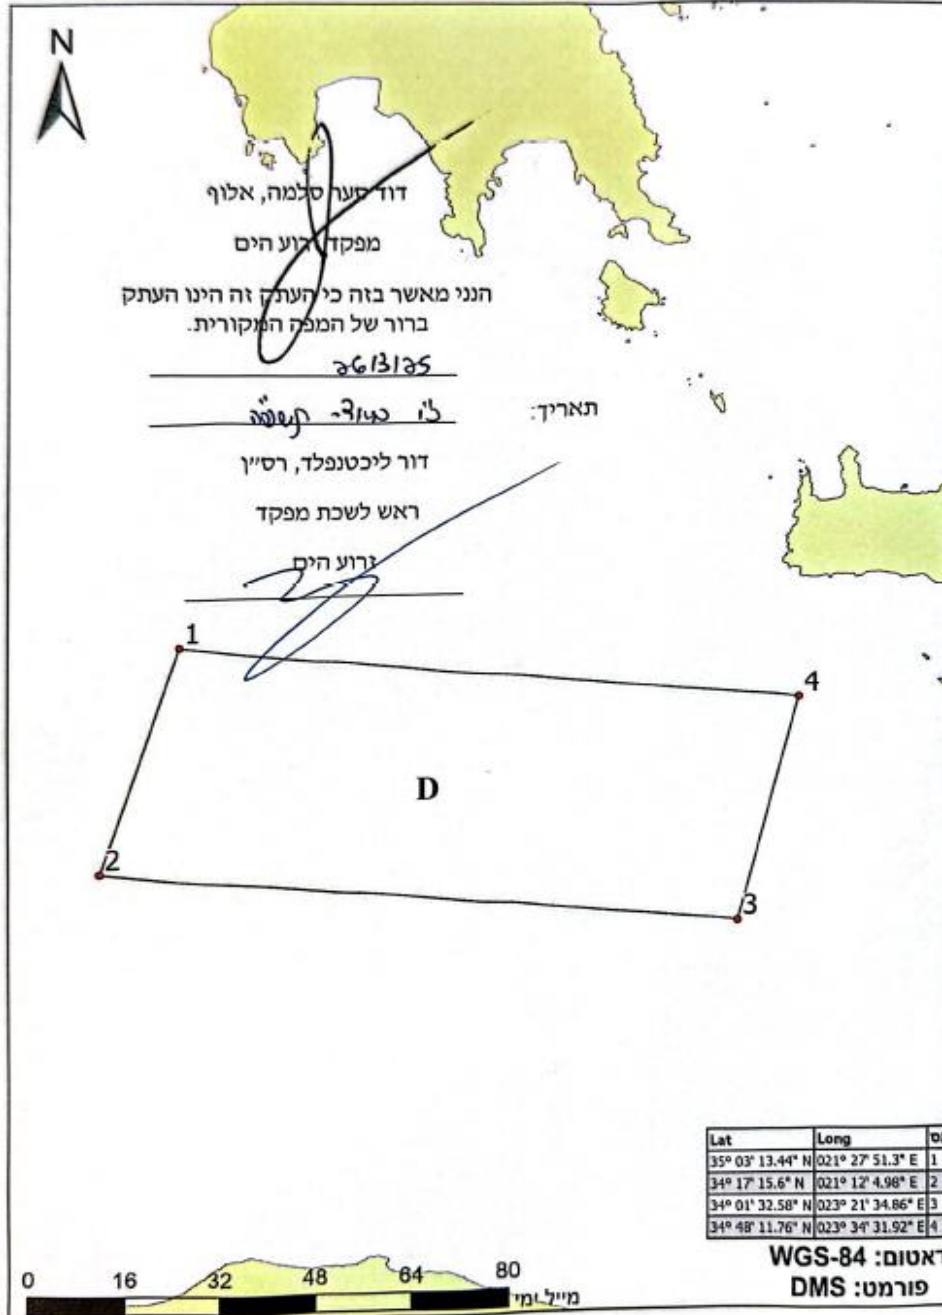 N
דוד סער סלמה, אלוף
מפקד זרוע הים
הנני מאשר בזה כי העתק זה הינו העתק
ברור של המפה המקורית.
26/3/25
תאריך:
דור ליכטנפלד, רס״ן
ראש לשכת מפקד
זרוע הים
1
4
D
2
3
Lat Long
35° 03' 13.44" N 021° 27' 51.3" E 1
34° 17' 15.6" N 021° 12' 4.98" E 2
34° 01' 32.58" N 023° 21' 34.86" E 3
34° 48' 11.76" N 023° 34' 31.92" E 4
WGS-84
פורמט: DMS
0 16 32 48 64 80
מייל ימי